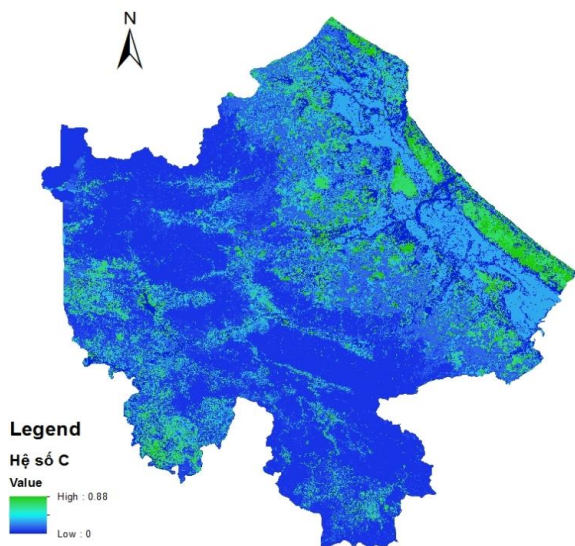 N
Legend
Hệ số C
Value
High : 0.88
Low : 0